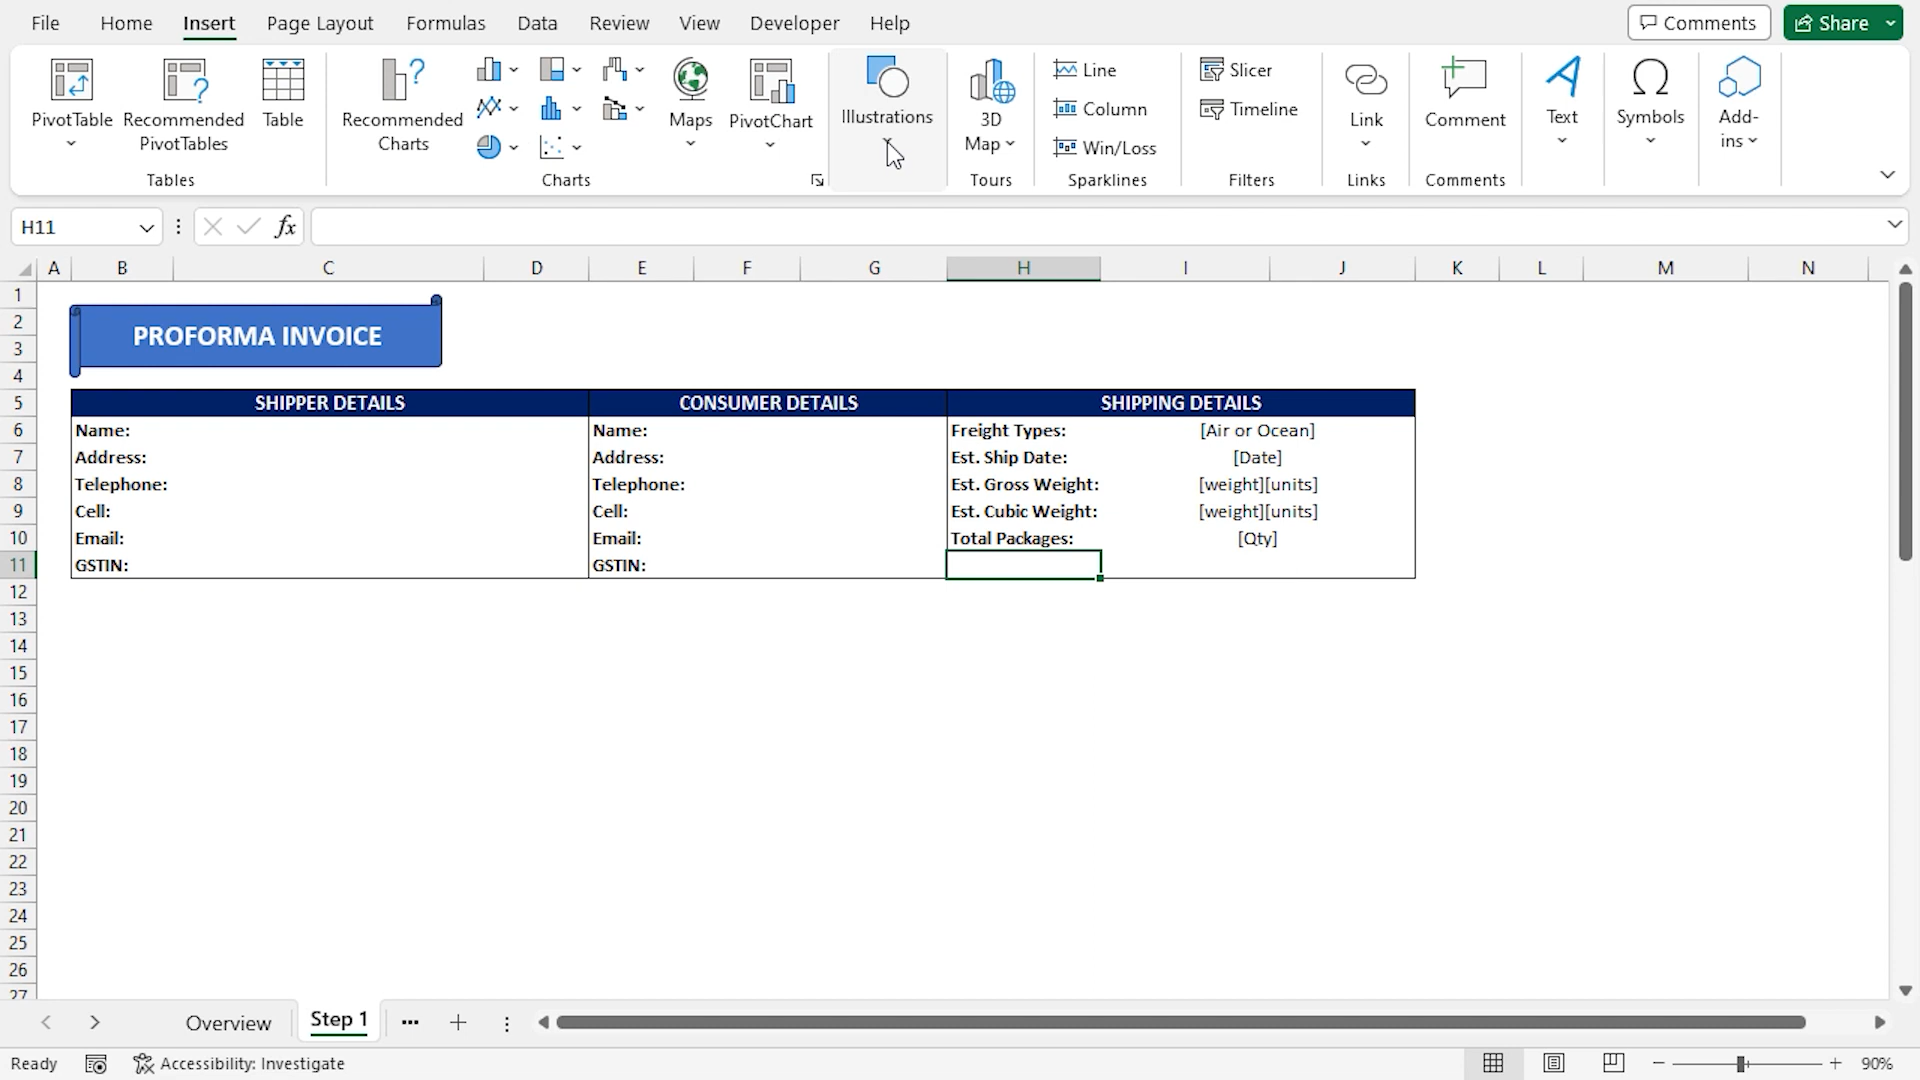 File Home Insert Page Layout Formulas Data Review View Developer Help Comments Share
PivotTable Recommended PivotTables Table
Tables
Recommended Charts Maps PivotChart
Charts
Illustrations
3D Map
Tours
Line
Column
Win/Loss
Sparklines
Slicer
Timeline
Filters
Link
Links
Comment
Comments
Text
Ω
Symbols
Add-ins
H11 fx
A B C D E F G H I J K L M N
1
2
3
4
PROFORMA INVOICE
5 SHIPPER DETAILS CONSUMER DETAILS SHIPPING DETAILS
6 Name: Name: Freight Types: [Air or Ocean]
7 Address: Address: Est. Ship Date: [Date]
8 Telephone: Telephone: Est. Gross Weight: [weight][units]
9 Cell: Cell: Est. Cubic Weight: [weight][units]
10 Email: Email: Total Packages: [Qty]
11 GSTIN: GSTIN:
12
13
14
15
16
17
18
19
20
21
22
23
24
25
26
27
Overview Step 1 ...
Ready Accessibility: Investigate 90%